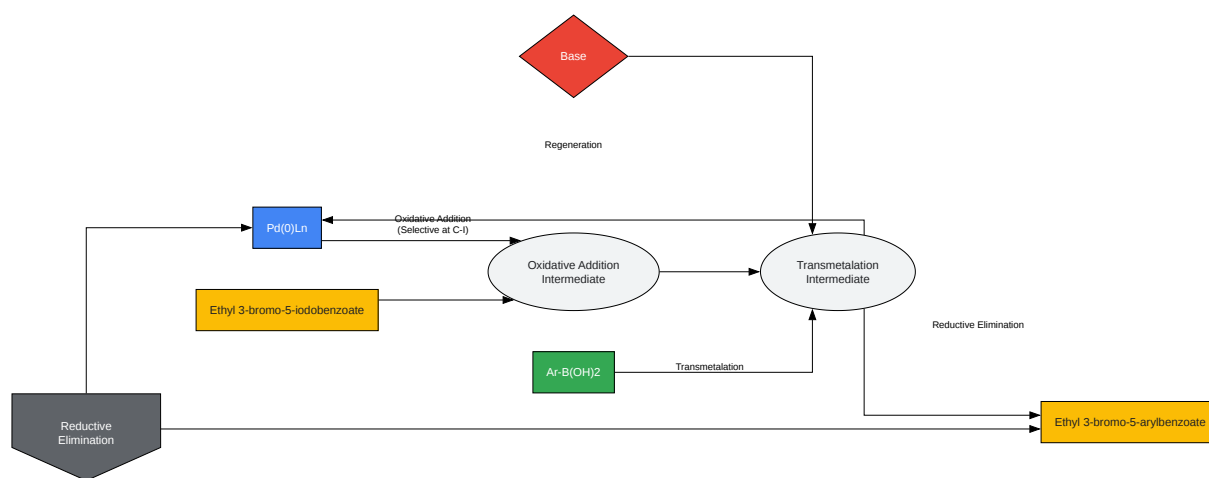 Base
Regeneration
Oxidative Addition
(Selective at C-I)
Pd(0)Ln
Oxidative Addition
Intermediate
Transmetalation
Intermediate
Ethyl 3-bromo-5-iodobenzoate
Reductive Elimination
Ar-B(OH)2
Transmetalation
Reductive
Elimination
Ethyl 3-bromo-5-arylbenzoate